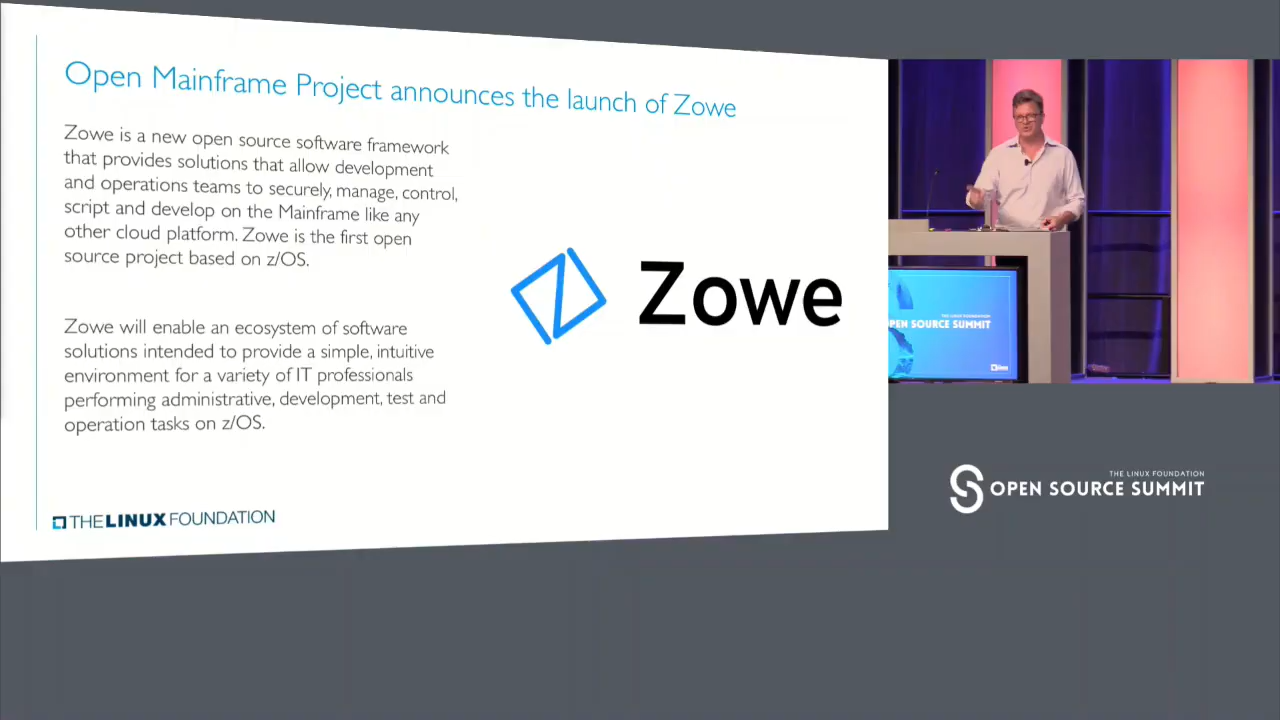 Open Mainframe Project announces the launch of Zowe
Zowe is a new open source software framework
that provides solutions that allow development
and operations teams to securely, manage, control,
script and develop on the Mainframe like any
other cloud platform. Zowe is the first open
source project based on z/OS.
Zowe will enable an ecosystem of software
solutions intended to provide a simple, intuitive
environment for a variety of IT professionals
performing administrative, development, test and
operation tasks on z/OS.
Zowe
THE LINUX FOUNDATION
THE LINUX FOUNDATION
PEN SOURCE SUMMIT
THE LINUX FOUNDATION
OPEN SOURCE SUMMIT